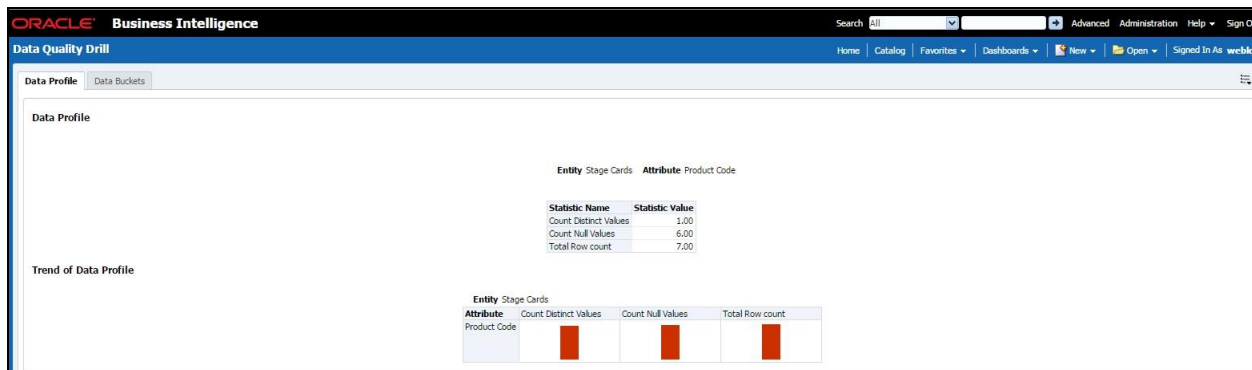 ORACLE Business Intelligence
Search All Advanced Administration Help Sign
Data Quality Drill
Home Catalog Favorites Dashboards New Open Signed In As
Data Profile Data Buckets
Data Profile
Entity Stage Cards Attribute Product Code
Statistic Name Statistic Value
Count Distinct Values 1.00
Count Null Values 6.00
Total Row count 7.00
Trend of Data Profile
Entity Stage Cards
Attribute Count Distinct Values Count Null Values Total Row count
Product Code